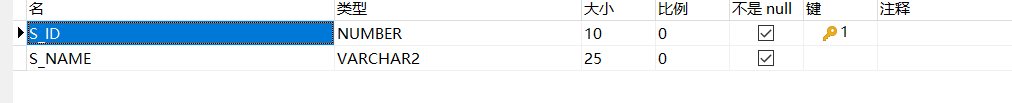 名 类型 大小 比例 不是 null 键 注释
S_ID NUMBER 10 0 1
S_NAME VARCHAR2 25 0